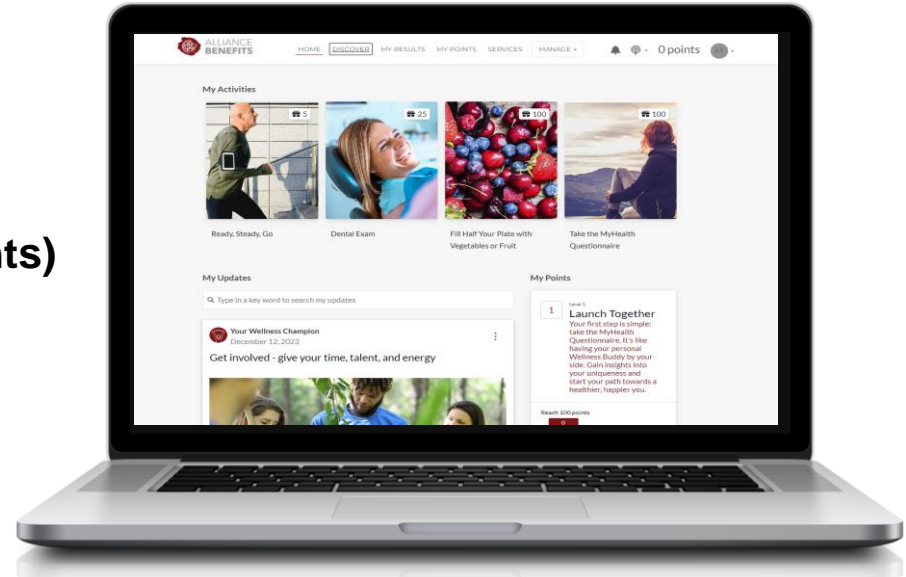 ALLIANCE
BENEFITS
HOME DISCOVER MY RESULTS MY POINTS SERVICES MANAGE 0 points
My Activities
5
25
100
100
Ready, Steady, Go
Dental Exam
Fill Half Your Plate with
Vegetables or Fruit
Take the MyHealth
Questionnaire
nts)
My Updates
Type in a key word to search my updates
Your Wellness Champion
December 12, 2023
Get involved - give your time, talent, and energy
My Points
1
Level 1
Launch Together
Your first step is simple:
take the MyHealth
Questionnaire. It's like
having your personal
Wellness Buddy by your
side. Gain insights into
your uniqueness and
start your path towards a
healthier, happier you.
Reach 100 points
0